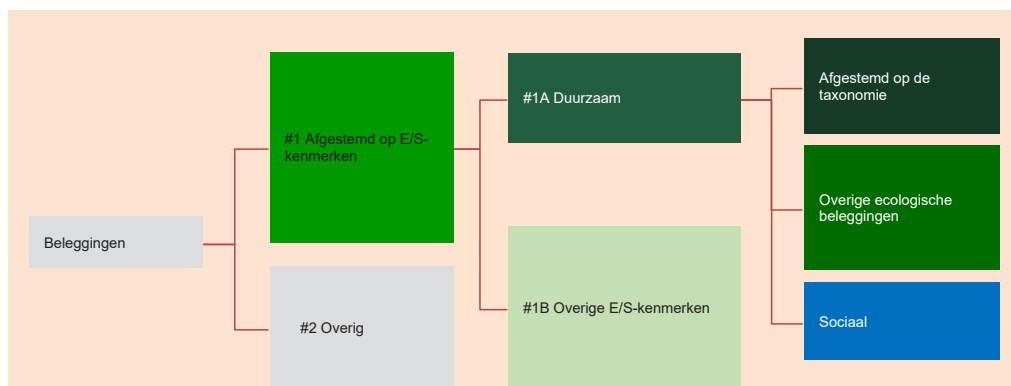 Beleggingen
#1 Afgestemd op E/S-
kenmerken
#2 Overig
#1A Duurzaam
#1B Overige E/S-kenmerken
Afgestemd op de
taxonomie
Overige ecologische
beleggingen
Sociaal